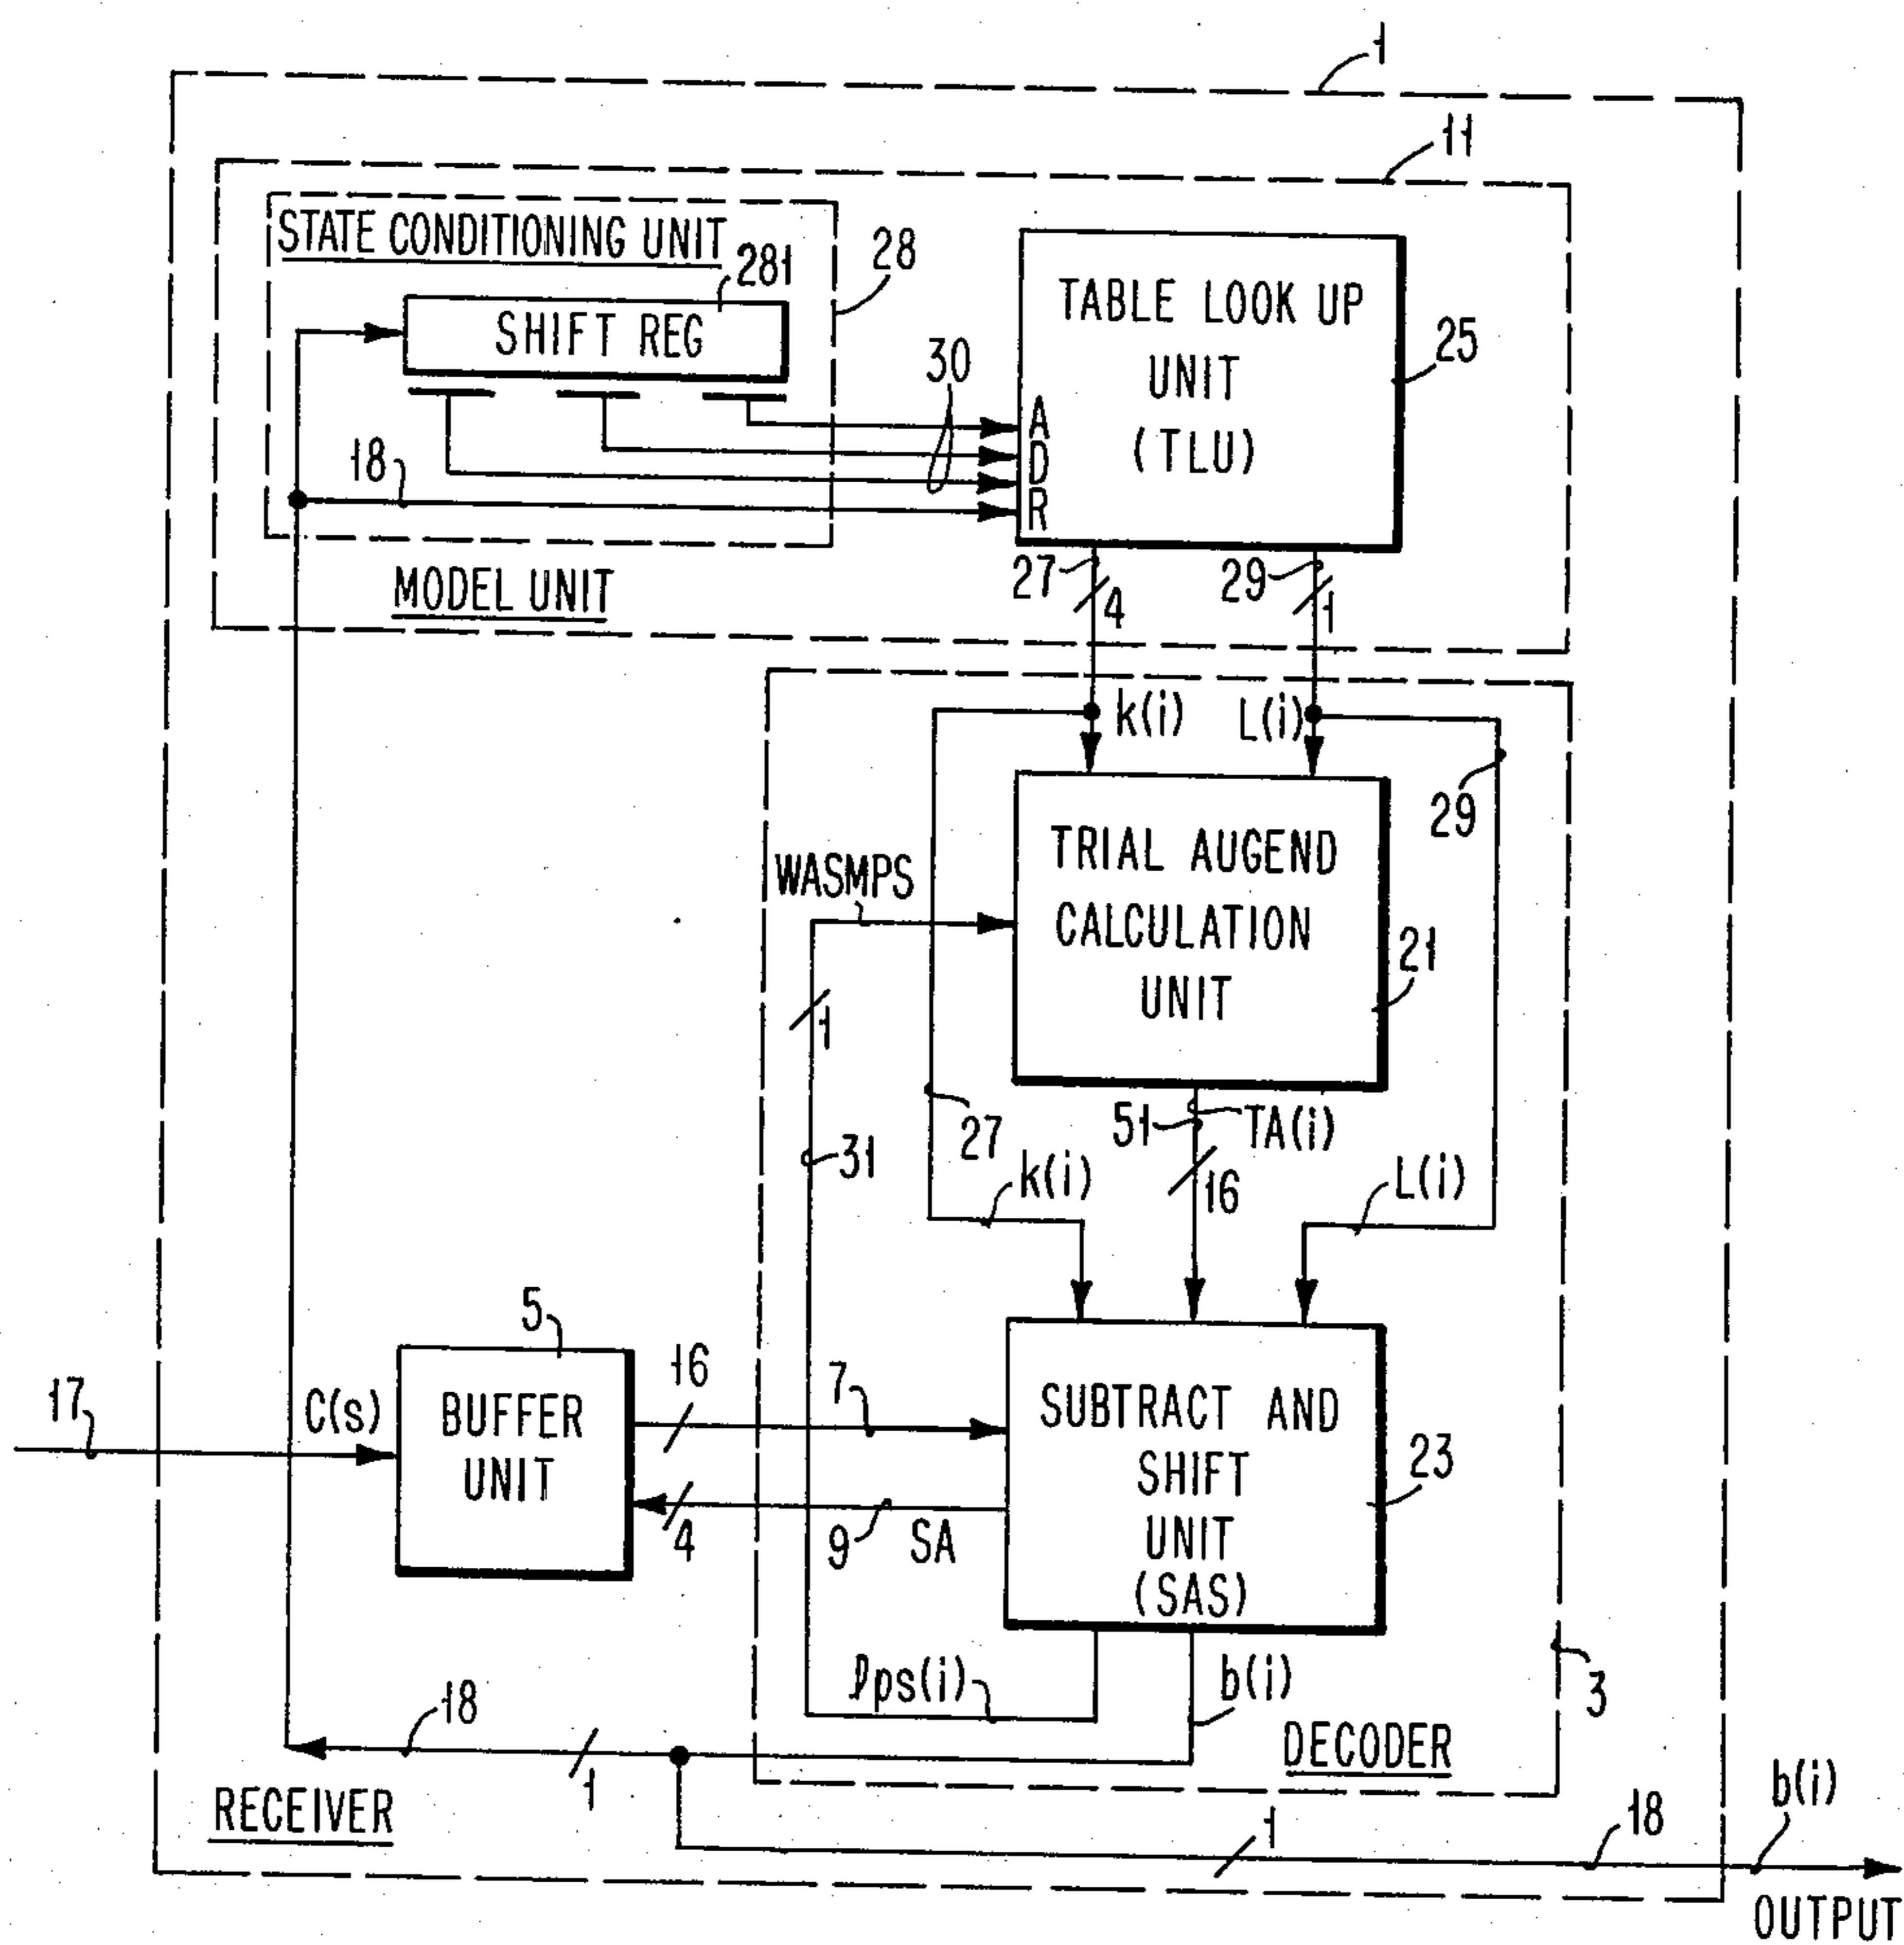 1
11
STATE CONDITIONING UNIT
281
28
SHIFT REG
30
18
TABLE LOOK UP
UNIT
(TLU)
25
A
D
R
MODEL UNIT
27
4
29
1
k(i)
L(i)
29
WASMPS
TRIAL AUGEND
CALCULATION
UNIT
21
1
27
31
51
TA(i)
16
k(i)
L(i)
5
16
7
17
C(s)
BUFFER
UNIT
SUBTRACT AND
SHIFT
UNIT
(SAS)
23
4
9
SA
ℓps(i)
b(i)
3
18
1
DECODER
RECEIVER
1
18
b(i)
OUTPUT